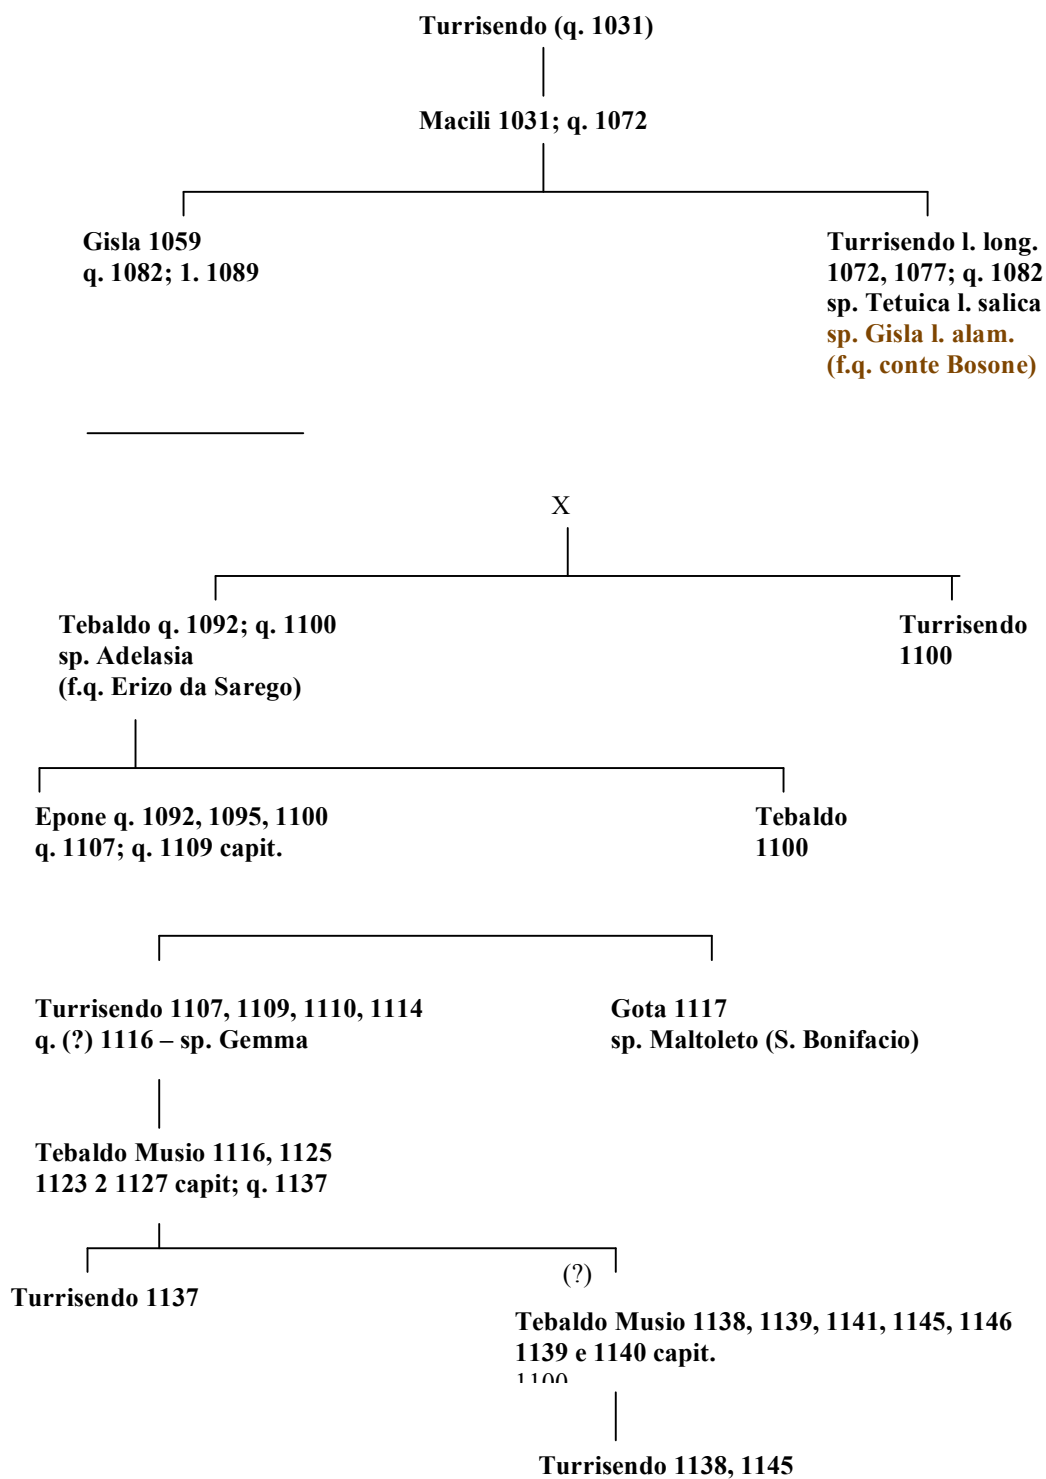 Turrisendo (q. 1031)
Macili 1031; q. 1072
Gisla 1059
q. 1082; 1. 1089
Turrisendo l. long.
1072, 1077; q. 1082
sp. Tetuica l. salica
sp. Gisla l. alam.
(f.q. conte Bosone)
X
Tebaldo q. 1092; q. 1100
sp. Adelasia
(f.q. Erizo da Sarego)
Turrisendo
1100
Epone q. 1092, 1095, 1100
q. 1107; q. 1109 capit.
Tebaldo
1100
Turrisendo 1107, 1109, 1110, 1114
q. (?) 1116 – sp. Gemma
Gota 1117
sp. Maltoleto (S. Bonifacio)
Tebaldo Musio 1116, 1125
1123 2 1127 capit; q. 1137
Turrisendo 1137
(?)
Tebaldo Musio 1138, 1139, 1141, 1145, 1146
1139 e 1140 capit.
1100
Turrisendo 1138, 1145